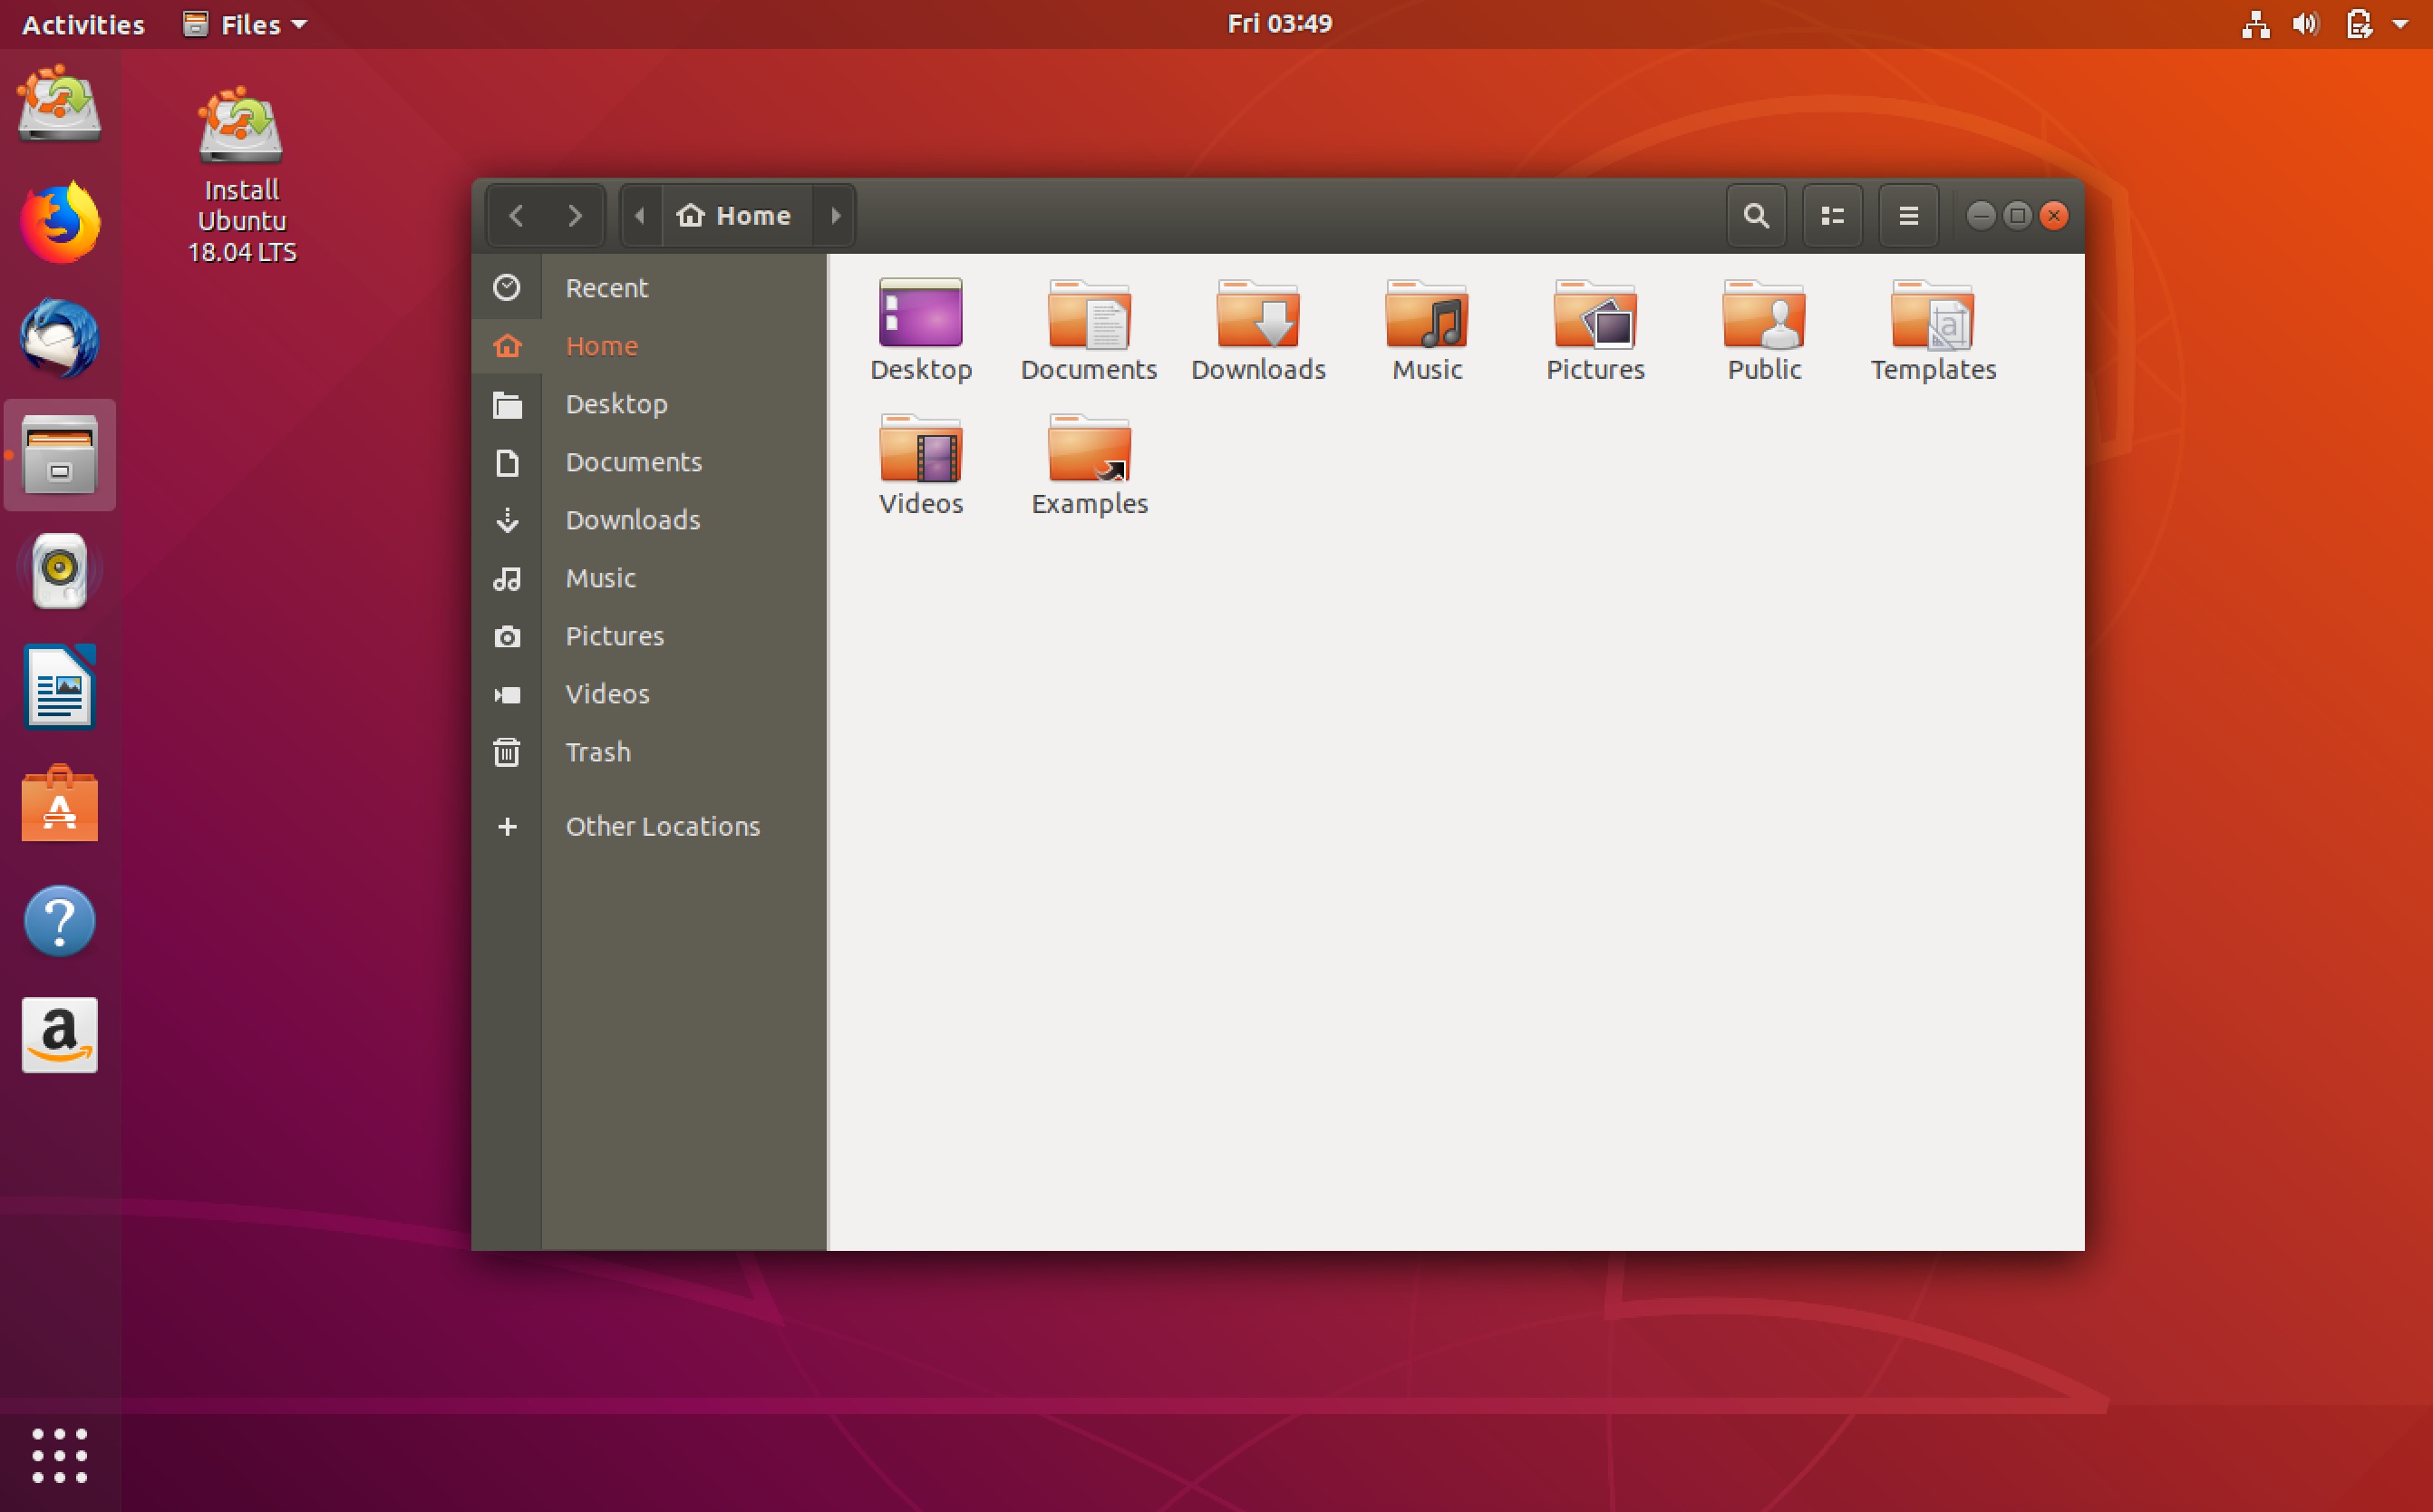 Activities
Files
Fri 03:49
Install
Ubuntu
18.04 LTS
Home
Recent
Home
Desktop
Documents
Downloads
Music
Pictures
Videos
Trash
Other Locations
Desktop
Documents
Downloads
Music
Pictures
Public
Templates
Videos
Examples